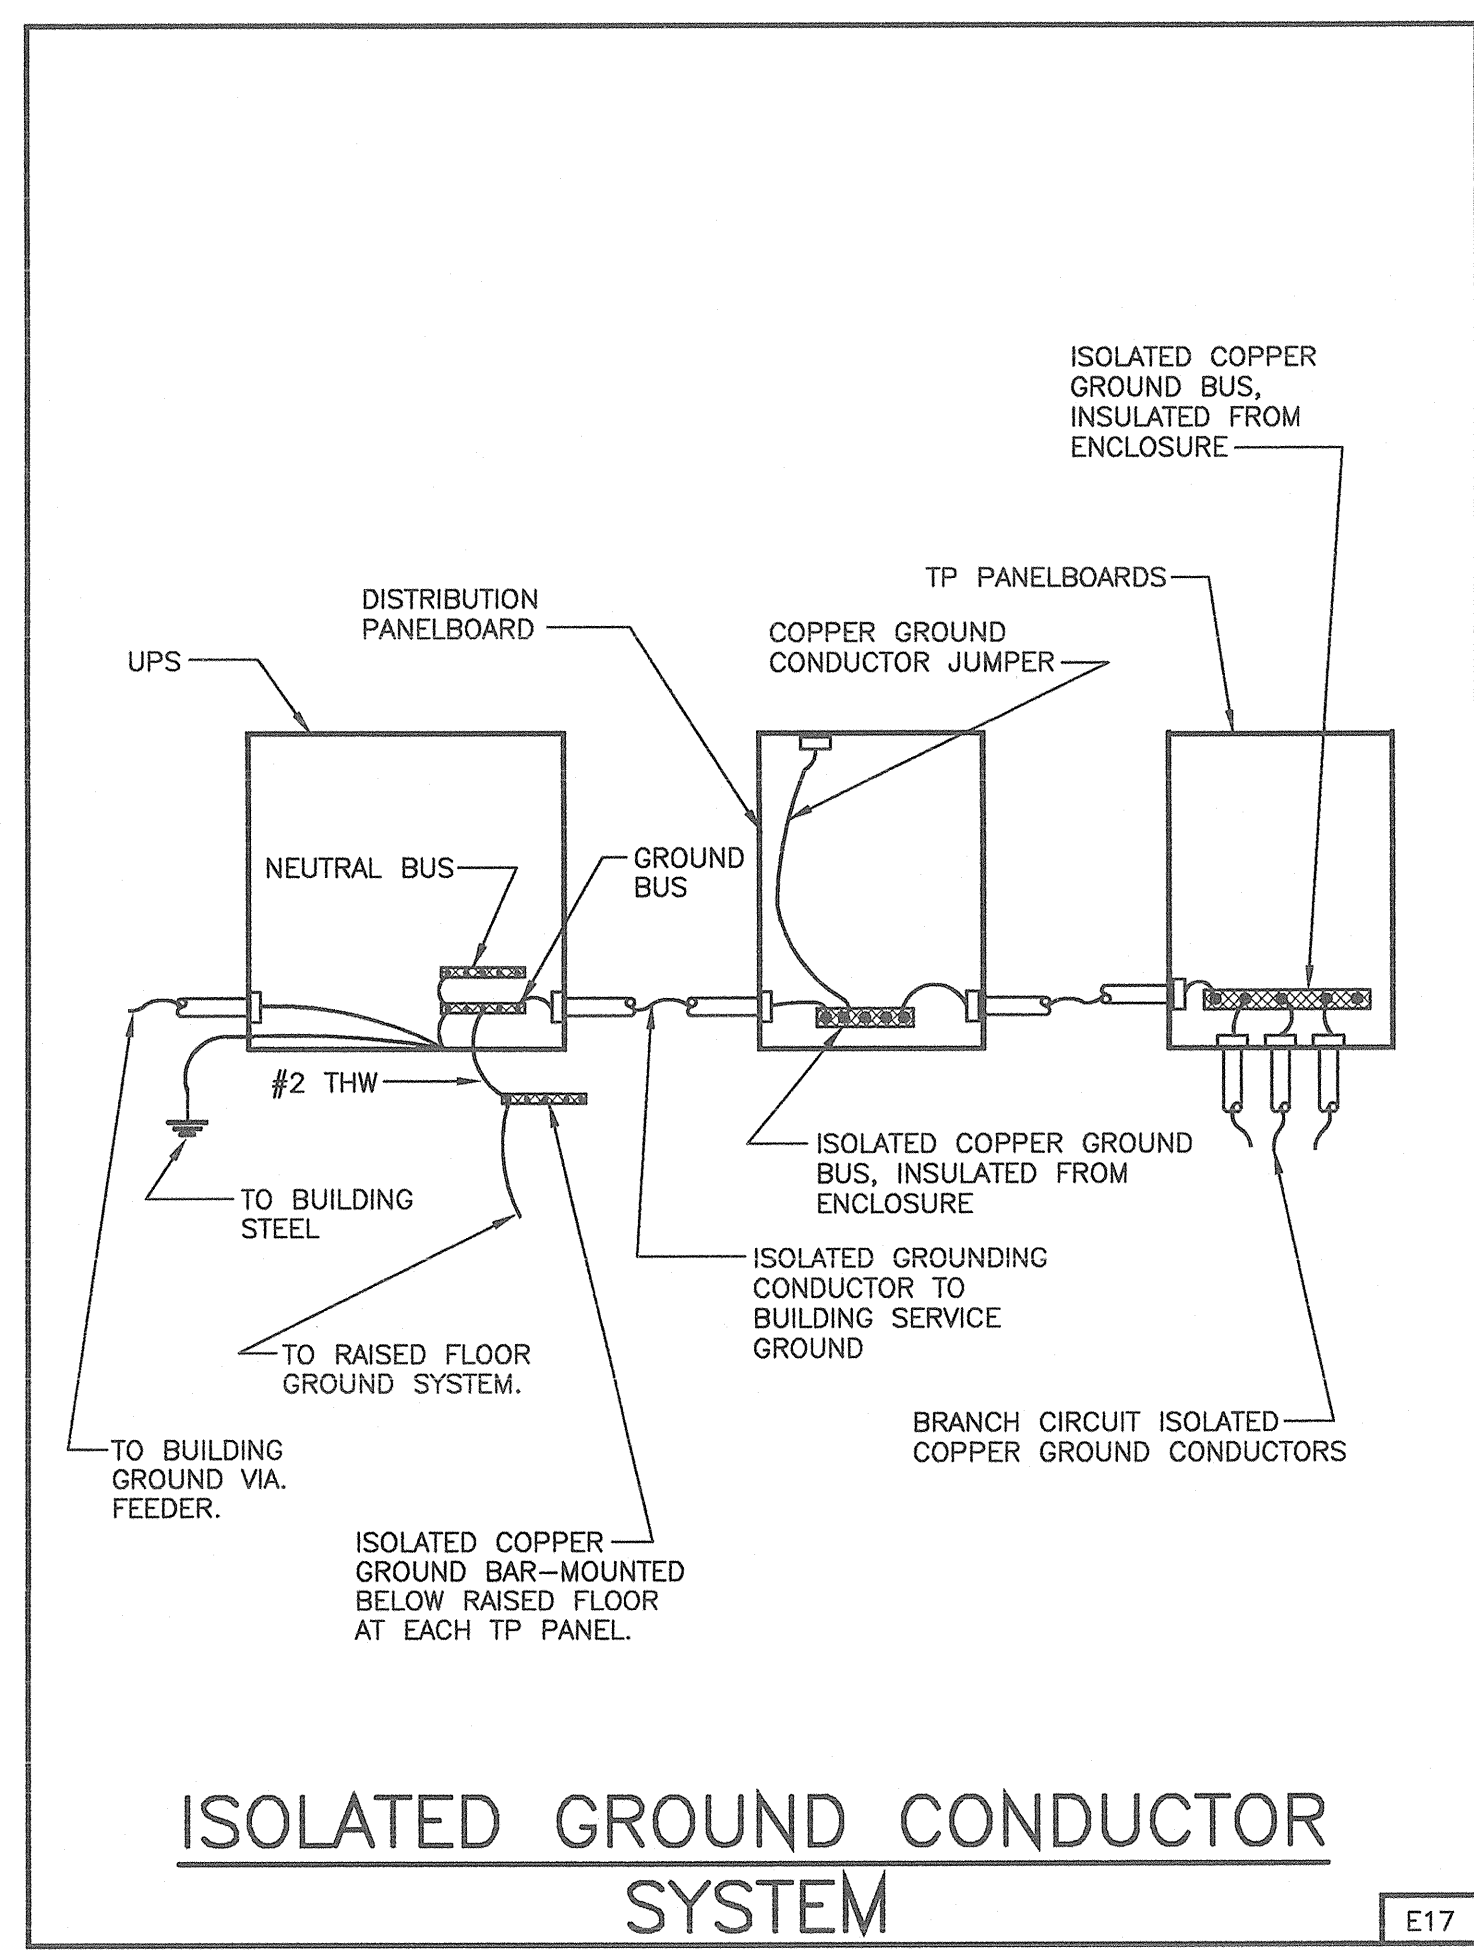 ISOLATED COPPER
GROUND BUS,
INSULATED FROM
ENCLOSURE
TP PANELBOARDS
DISTRIBUTION
PANELBOARD
COPPER GROUND
CONDUCTOR JUMPER
UPS
NEUTRAL BUS
GROUND
BUS
#2 THW
TO BUILDING
STEEL
ISOLATED COPPER GROUND
BUS, INSULATED FROM
ENCLOSURE
ISOLATED GROUNDING
CONDUCTOR TO
BUILDING SERVICE
GROUND
TO RAISED FLOOR
GROUND SYSTEM.
BRANCH CIRCUIT ISOLATED
COPPER GROUND CONDUCTORS
TO BUILDING
GROUND VIA.
FEEDER.
ISOLATED COPPER
GROUND BAR-MOUNTED
BELOW RAISED FLOOR
AT EACH TP PANEL.
ISOLATED GROUND CONDUCTOR
SYSTEM
E17